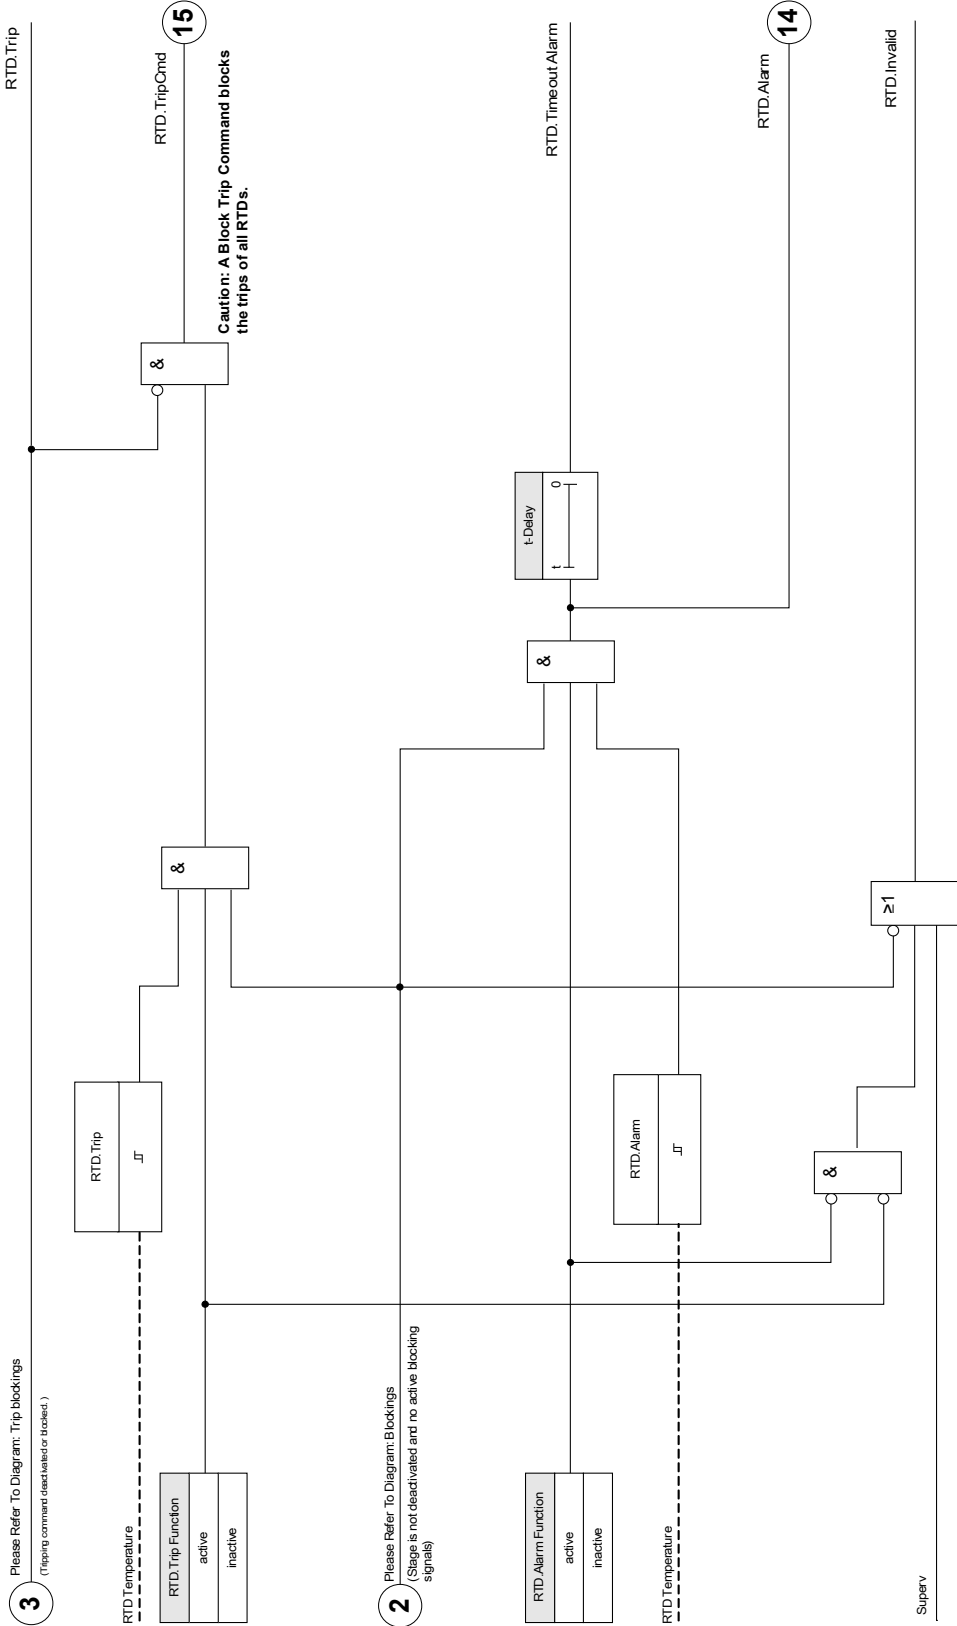 3
Please Refer To Diagram: Trip blockings
(Tripping command deactivated or blocked.)
RTD.Trip
RTD Temperature
RTD.Trip
RTD.Trip Function
active
inactive
&
&
RTD.TripCmd
15
Caution: A Block Trip Command blocks
the trips of all RTDs.
2
Please Refer To Diagram: Blockings
(Stage is not deactivated and no active blocking
signals)
RTD.Alarm Function
active
inactive
&
t-Delay
t
0
RTD.Timeout Alarm
RTD Temperature
RTD.Alarm
RTD.Alarm
14
&
≥1
RTD.Invalid
Superv